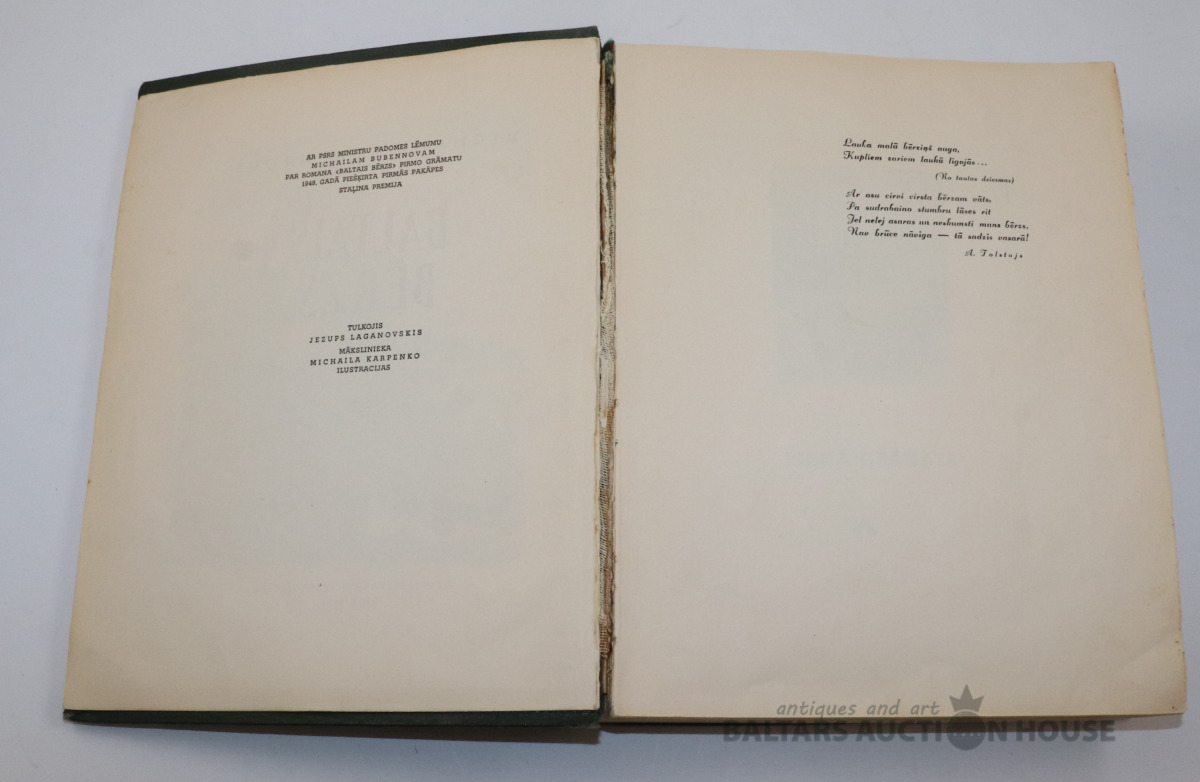 AR PSRS MINISTRU PADOMES LĒMUMU
MICHAILAM BUBENNOVAM
PAR ROMANA «BALTAIS BĒRZS» PIRMO GRĀMATU
1948. GADĀ PIEŠĶIRTA PIRMĀS PAKĀPES
STAĻINA PREMIJA
TULKOJIS
JEZUPS LAGANOVSKIS
MĀKSLINIEKA
MICHAILA KARPENKO
ILUSTRACIJAS
Lauka malā bērziņš auga,
Kupliem zariem laukā līgojās...
(No tautas dziesmas)
Ar asu cirvi cirsta bērzam vāts,
Pa sudrabaino stumbru lāses rit
Jel nelej asaras un neskumsti mans bērzs,
Nav brūce nāvīga — tā sadzīs vasarā!
A. Tolstojs
antiques and art
BALTARS AUCTION HOUSE